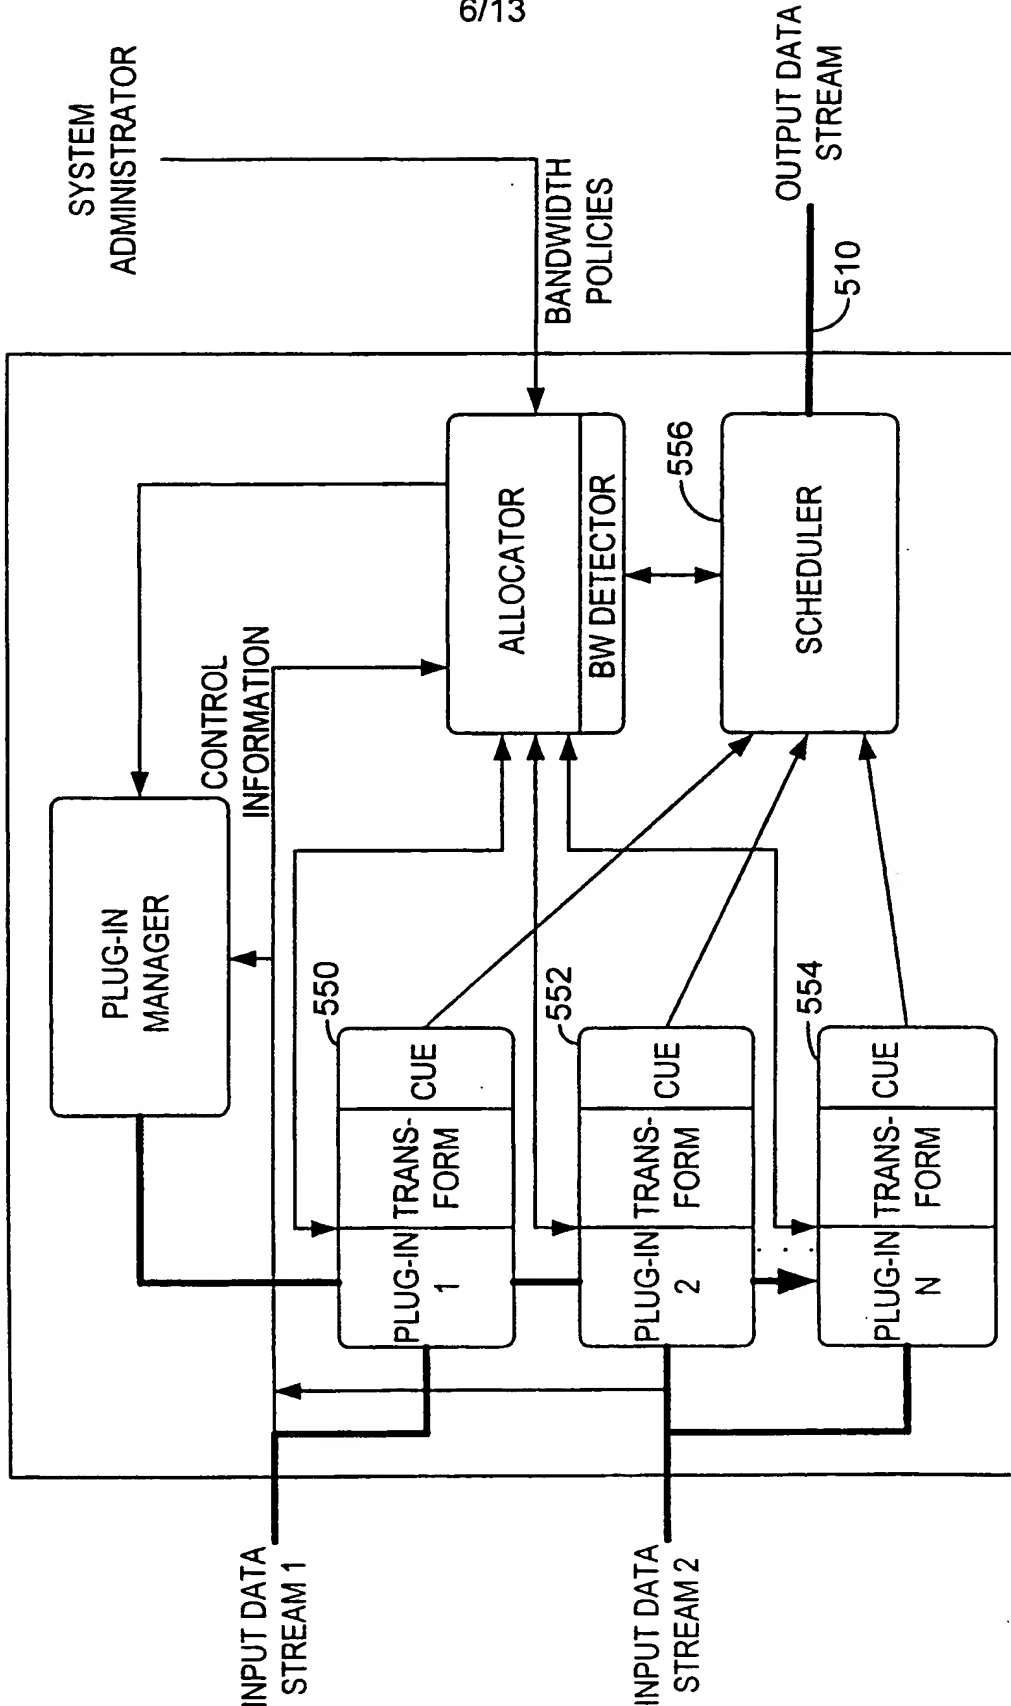 6/13
SYSTEM
ADMINISTRATOR
BANDWIDTH
POLICIES
OUTPUT DATA
STREAM
510
PLUG-IN
MANAGER
CONTROL
INFORMATION
ALLOCATOR
BW DETECTOR
556
SCHEDULER
550
PLUG-IN
1
TRANS-
FORM
CUE
552
PLUG-IN
2
TRANS-
FORM
CUE
. . .
554
PLUG-IN
N
TRANS-
FORM
CUE
INPUT DATA
STREAM 1
INPUT DATA
STREAM 2